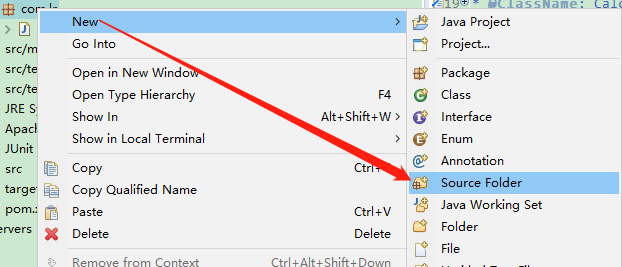 com.l
19 * ClassName: Calc
New
Java Project
Go Into
Project...
src/m
Open in New Window
Package
src/te
Open Type Hierarchy F4
Class
src/te
Show In Alt+Shift+W
Interface
JRE Sy
Show in Local Terminal
Enum
Apach
Annotation
JUnit
Copy Ctrl+
Source Folder
src
Copy Qualified Name
Java Working Set
target
Paste Ctrl+V
Folder
pom.x
Delete Delete
File
ervers
Remove from Context Ctrl+Alt+Shift+Down